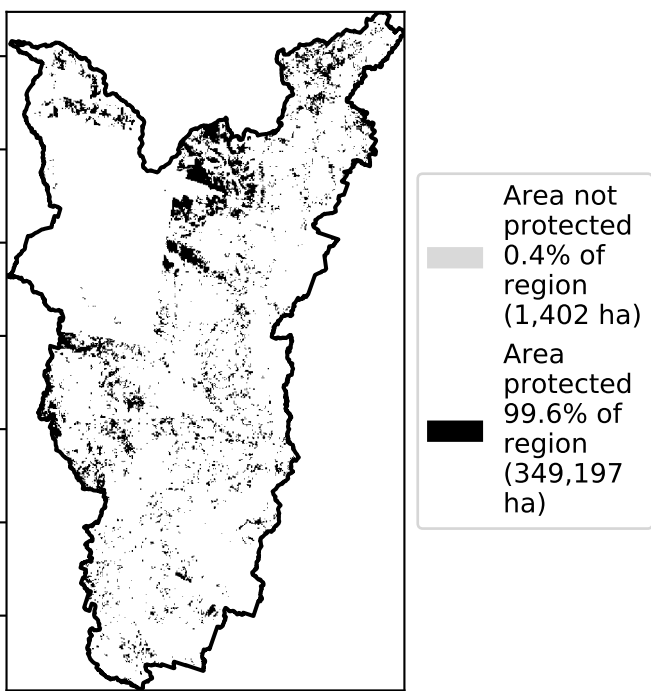 Area not
protected
0.4% of
region
(1,402 ha)
Area
protected
99.6% of
region
(349,197
ha)